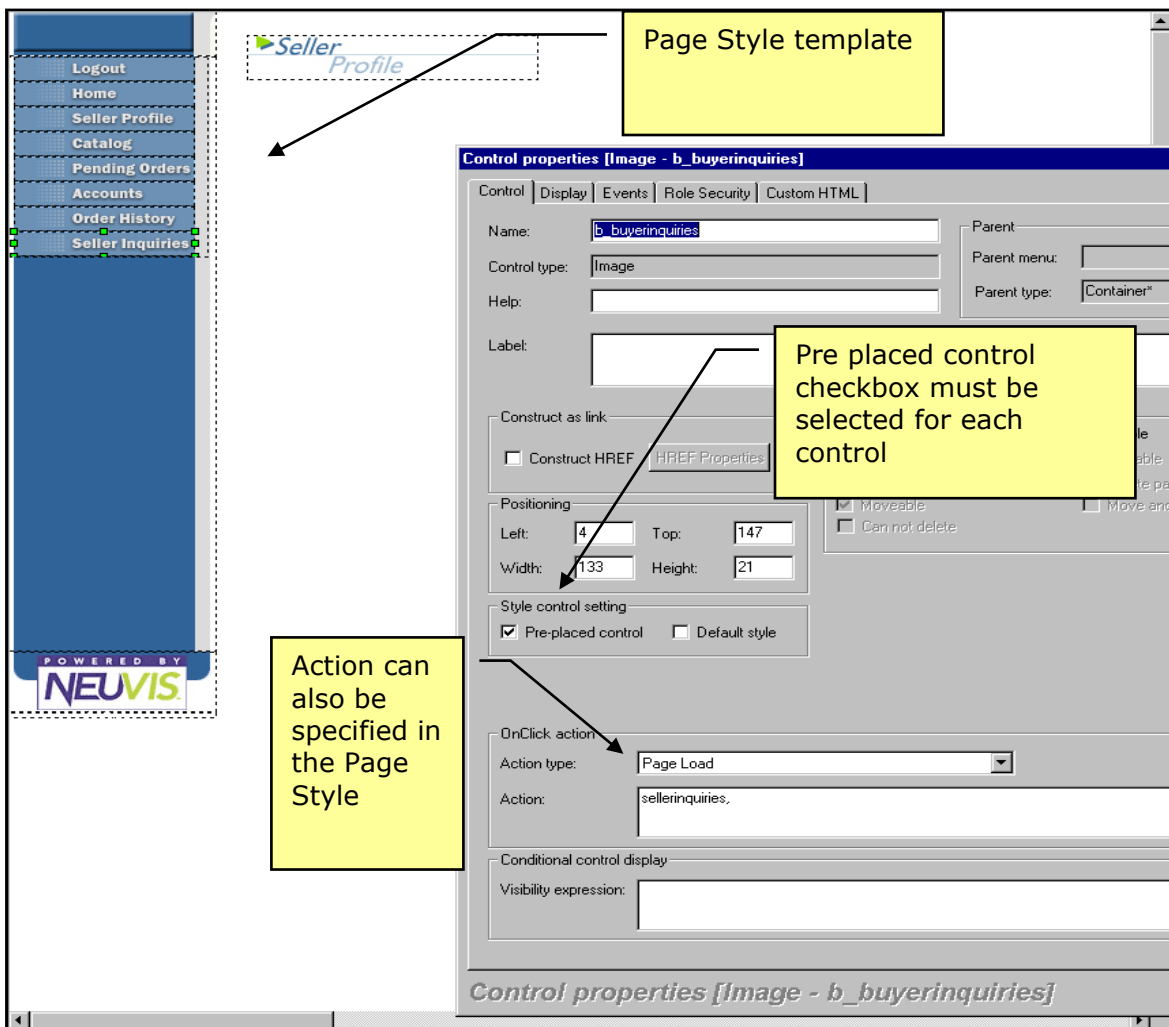 Logout
Home
Seller Profile
Catalog
Pending Orders
Accounts
Order History
Seller Inquiries
POWERED BY
NEUVIS
Seller
Profile
Page Style template
Control properties [Image - b_buyerinquiries]
Control Display Events Role Security Custom HTML
Name: b_buyerinquiries
Control type: Image
Help:
Label:
Parent
Parent menu:
Parent type: Container*
Pre placed control
checkbox must be
selected for each
control
Construct as link
Construct HREF HREF Properties
Moveable
Can not delete
Move and
Positioning
Left: 4 Top: 147
Width: 133 Height: 21
Style control setting
Pre-placed control Default style
Action can
also be
specified in
the Page
Style
OnClick action
Action type: Page Load
Action: sellerinquiries,
Conditional control display
Visibility expression:
Control properties [Image - b_buyerinquiries]